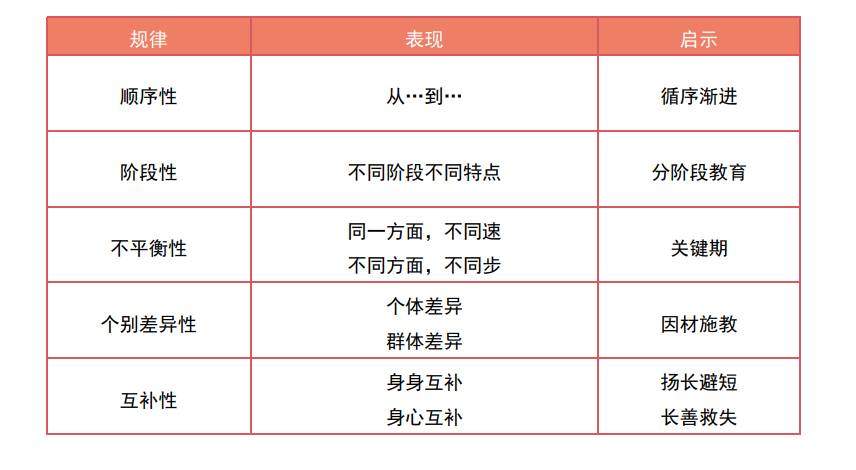 规律 表现 启示
顺序性 从…到… 循序渐进
阶段性 不同阶段不同特点 分阶段教育
不平衡性 同一方面，不同速 关键期
不同方面，不同步
个别差异性 个体差异 因材施教
群体差异
互补性 身身互补 扬长避短
身心互补 长善救失